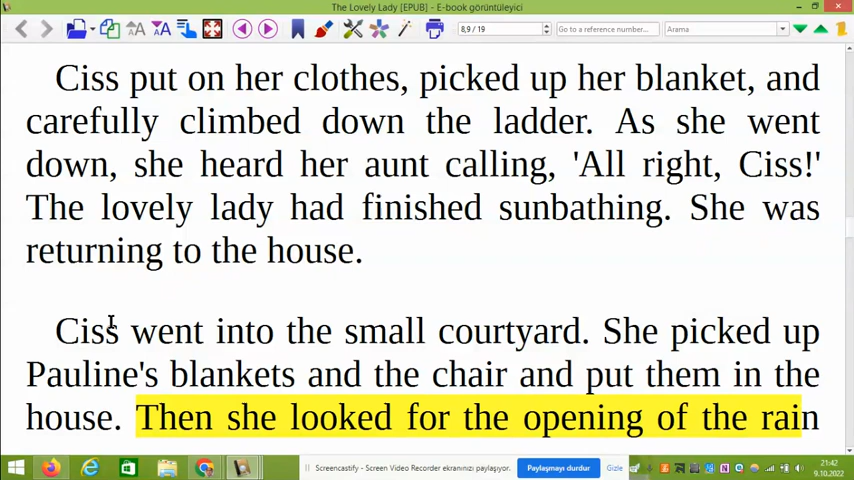 The Lovely Lady [EPUB] - E-book görüntüleyici
8,9 / 19
Go to a reference number...
Arama
Ciss put on her clothes, picked up her blanket, and
carefully climbed down the ladder. As she went
down, she heard her aunt calling, 'All right, Ciss!'
The lovely lady had finished sunbathing. She was
returning to the house.
Ciss went into the small courtyard. She picked up
Pauline's blankets and the chair and put them in the
house. Then she looked for the opening of the rain
Screencastify - Screen Video Recorder ekranınızı paylaşıyor.
Paylaşmayı durdur
Gizle
21:42
9.10.2022